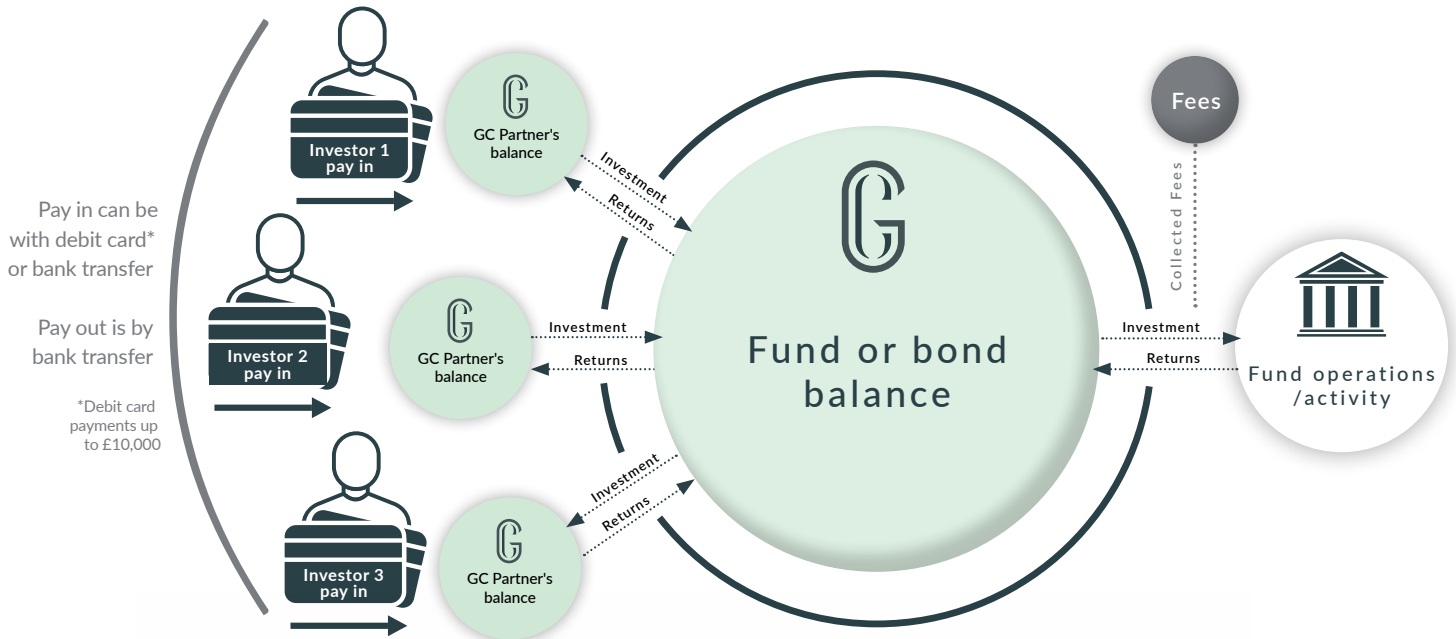 Pay in can be
with debit card*
or bank transfer
Pay out is by
bank transfer
*Debit card
payments up
to £10,000
Investor 1
pay in
GC Partner's
balance
Investment
Returns
Investor 2
pay in
GC Partner's
balance
Investment
Returns
Investor 3
pay in
GC Partner's
balance
Investment
Returns
Fund or bond
balance
Fees
Collected Fees
Investment
Returns
Fund operations
/activity